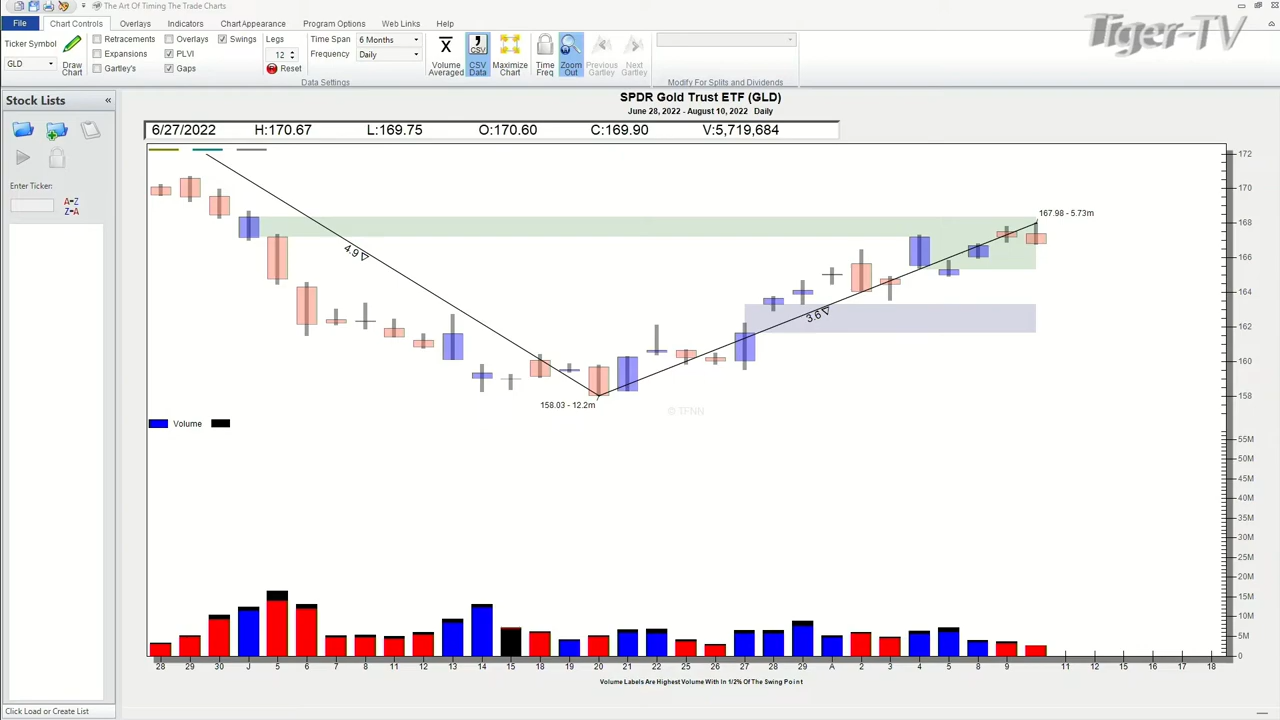 The Art Of Timing The Trade Charts
File Chart Controls Overlays Indicators Chart Appearance Program Options Web Links Help
Tiger-TV
Ticker Symbol
GLD
Draw Chart
Retracements
Expansions
Gartley's
Overlays
PLVI
Gaps
Swings
Legs
12
Reset
Time Span 6 Months
Frequency Daily
Data Settings
Volume Averaged
CSV Data
Maximize Chart
Time Freq
Zoom Out
Previous Gartley
Next Gartley
Modify For Splits and Dividends
Stock Lists «
Enter Ticker:
A-Z
Z-A
Click Load or Create List
SPDR Gold Trust ETF (GLD)
June 28, 2022 - August 10, 2022 Daily
6/27/2022 H:170.67 L:169.75 O:170.60 C:169.90 V:5,719,684
172
170
168
166
164
162
160
158
167.98 - 5.73m
4.9
3.6
158.03 - 12.2m
© TFNN
Volume
55M
50M
45M
40M
35M
30M
25M
20M
15M
10M
5M
0
28 29 30 J 5 6 7 8 11 12 13 14 15 18 19 20 21 22 25 26 27 28 29 A 2 3 4 5 8 9 11 12 15 16 17 18
Volume Labels Are Highest Volume With In 1/2% Of The Swing Point